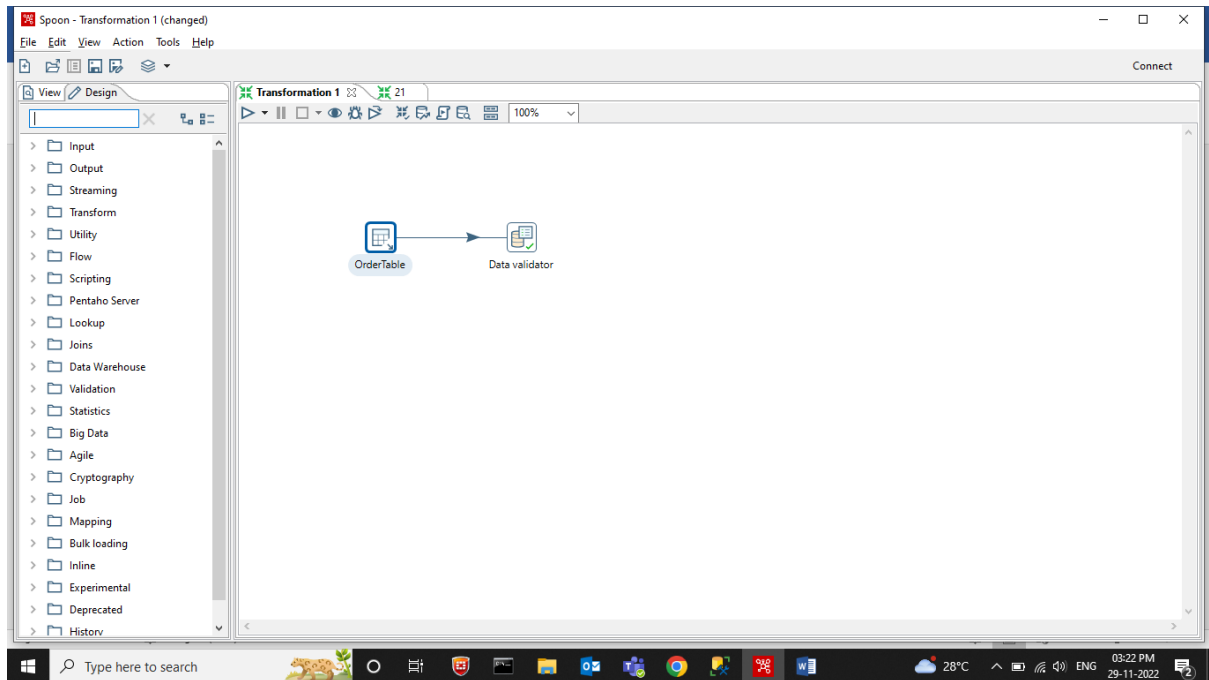 Spoon - Transformation 1 (changed)
File Edit View Action Tools Help
Connect
View Design
Transformation 1 21
100%
Input
Output
Streaming
Transform
Utility
Flow
Scripting
Pentaho Server
Lookup
Joins
Data Warehouse
Validation
Statistics
Big Data
Agile
Cryptography
Job
Mapping
Bulk loading
Inline
Experimental
Deprecated
History
OrderTable Data validator
Type here to search
28°C ENG 03:22 PM
29-11-2022 2